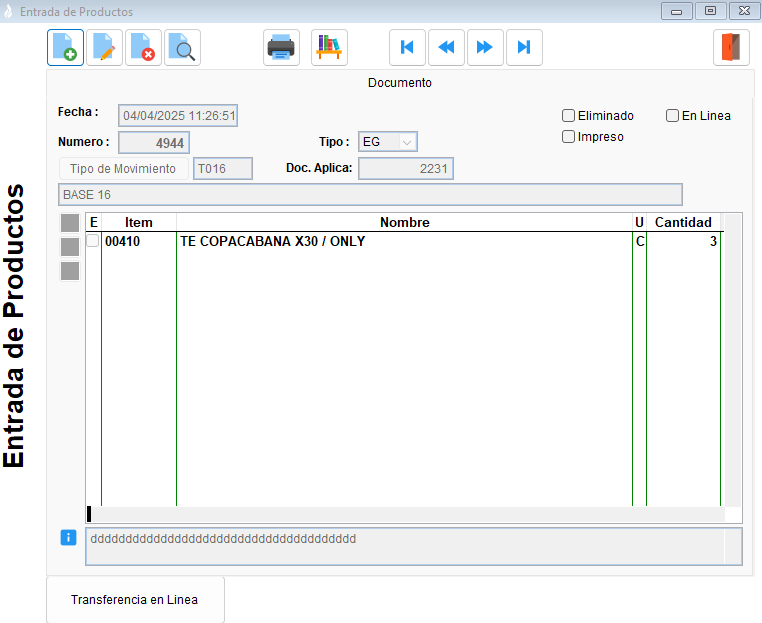 Entrada de Productos
Documento
Fecha :
04/04/2025 11:26:51
Eliminado
En Linea
Numero :
4944
Tipo :
EG
Impreso
Tipo de Movimiento
T016
Doc. Aplica:
2231
BASE 16
E Item Nombre U Cantidad
00410 TE COPACABANA X30 / ONLY C 3
Entrada de Productos
i
dddddddddddddddddddddddddddddddddddddd
Transferencia en Linea